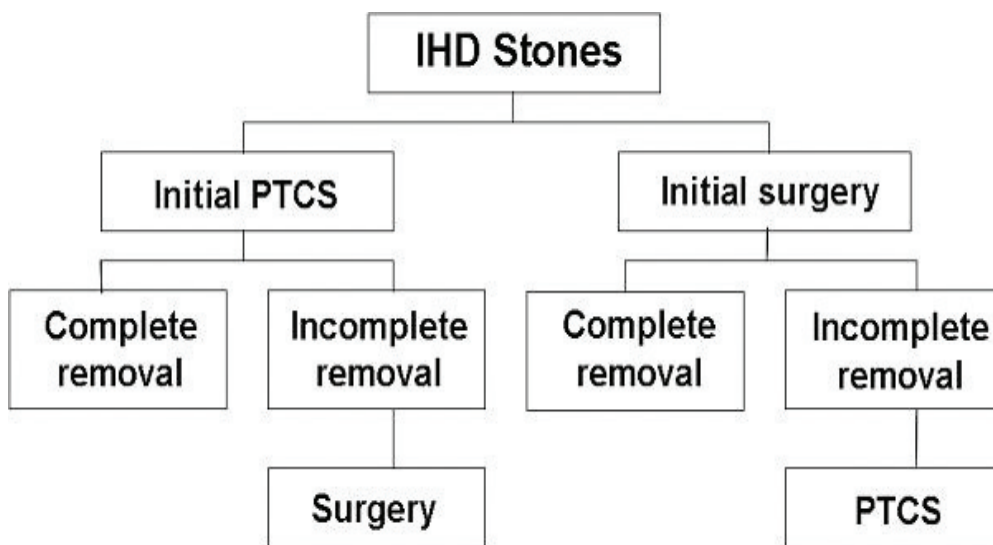 IHD Stones
Initial PTCS
Initial surgery
Complete
removal
Incomplete
removal
Complete
removal
Incomplete
removal
Surgery
PTCS